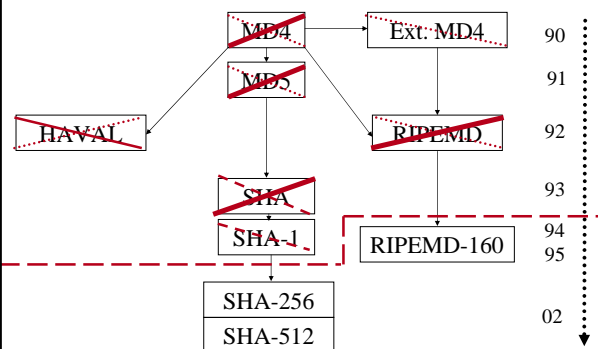 MD4
Ext. MD4
90
MD5
91
HAVAL
RIPEMD
92
SHA
93
SHA-1
RIPEMD-160
94
95
SHA-256
02
SHA-512